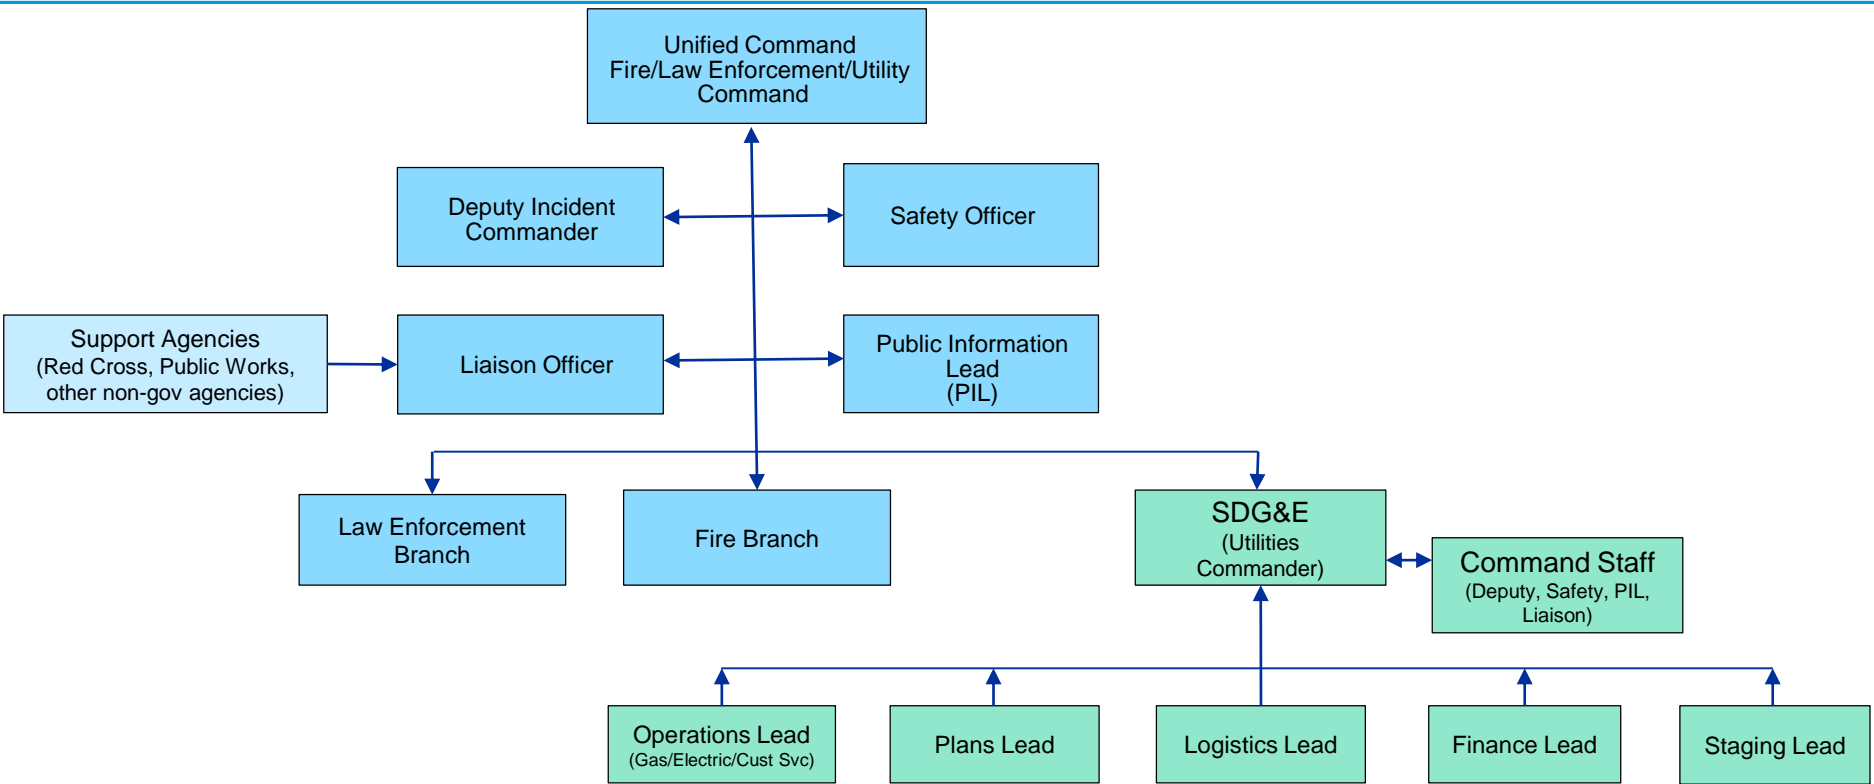 Unified Command
Fire/Law Enforcement/Utility
Command
Deputy Incident
Commander
Safety Officer
Support Agencies
(Red Cross, Public Works,
other non-gov agencies)
Liaison Officer
Public Information
Lead
(PIL)
Law Enforcement
Branch
Fire Branch
SDG&E
(Utilities
Commander)
Command Staff
(Deputy, Safety, PIL,
Liaison)
Operations Lead
(Gas/Electric/Cust Svc)
Plans Lead
Logistics Lead
Finance Lead
Staging Lead